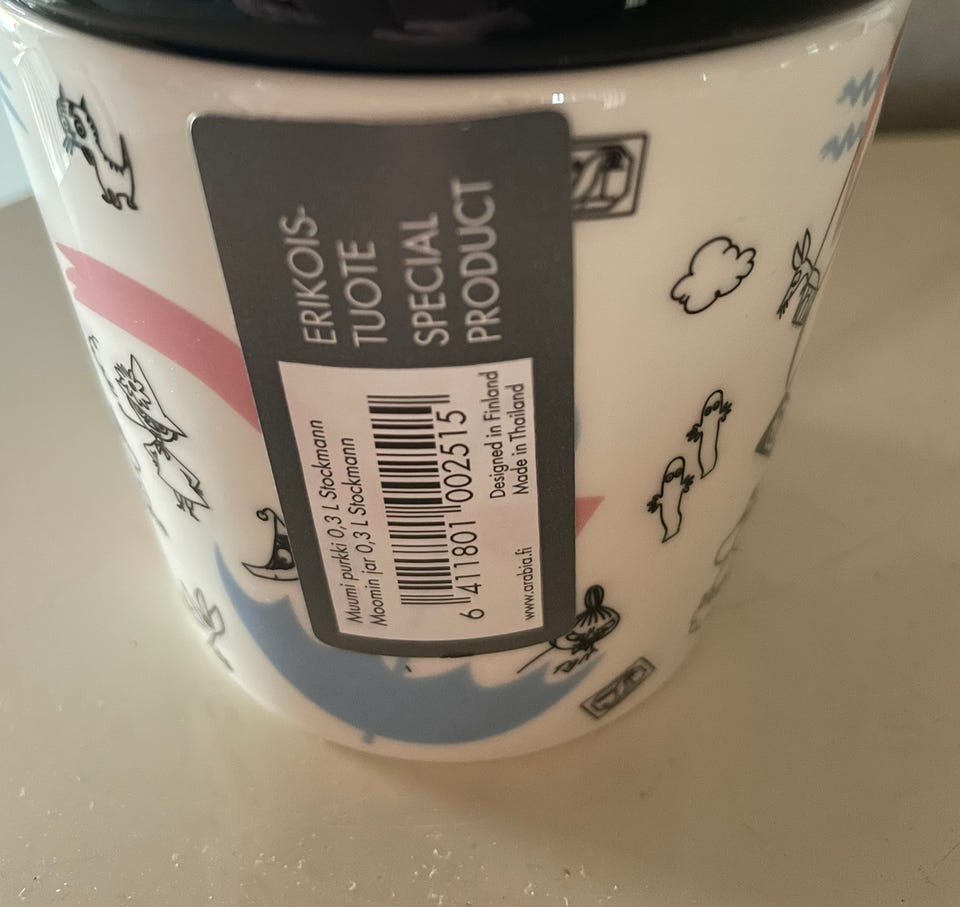 ERIKOIS-
TUOTE
SPECIAL
PRODUCT
Muumi purkki 0,3 L Stockmann
Moomin jar 0,3 L Stockmann
6 411801 002515
Designed in Finland
Made in Thailand
www.arabia.fi